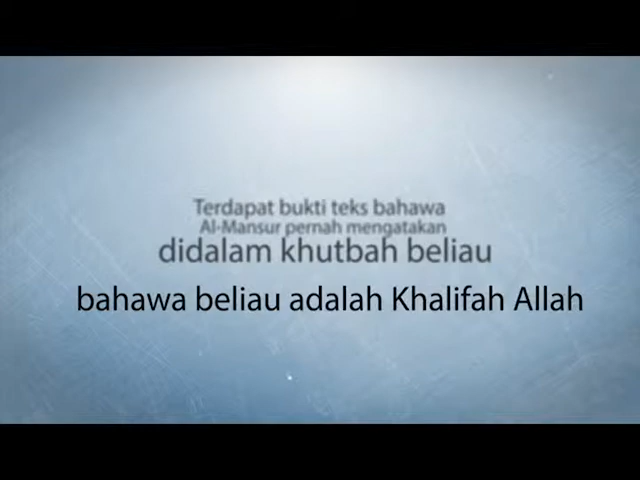 Terdapat bukti teks bahawa
Al-Mansur pernah mengatakan
didalam khutbah beliau
bahawa beliau adalah Khalifah Allah